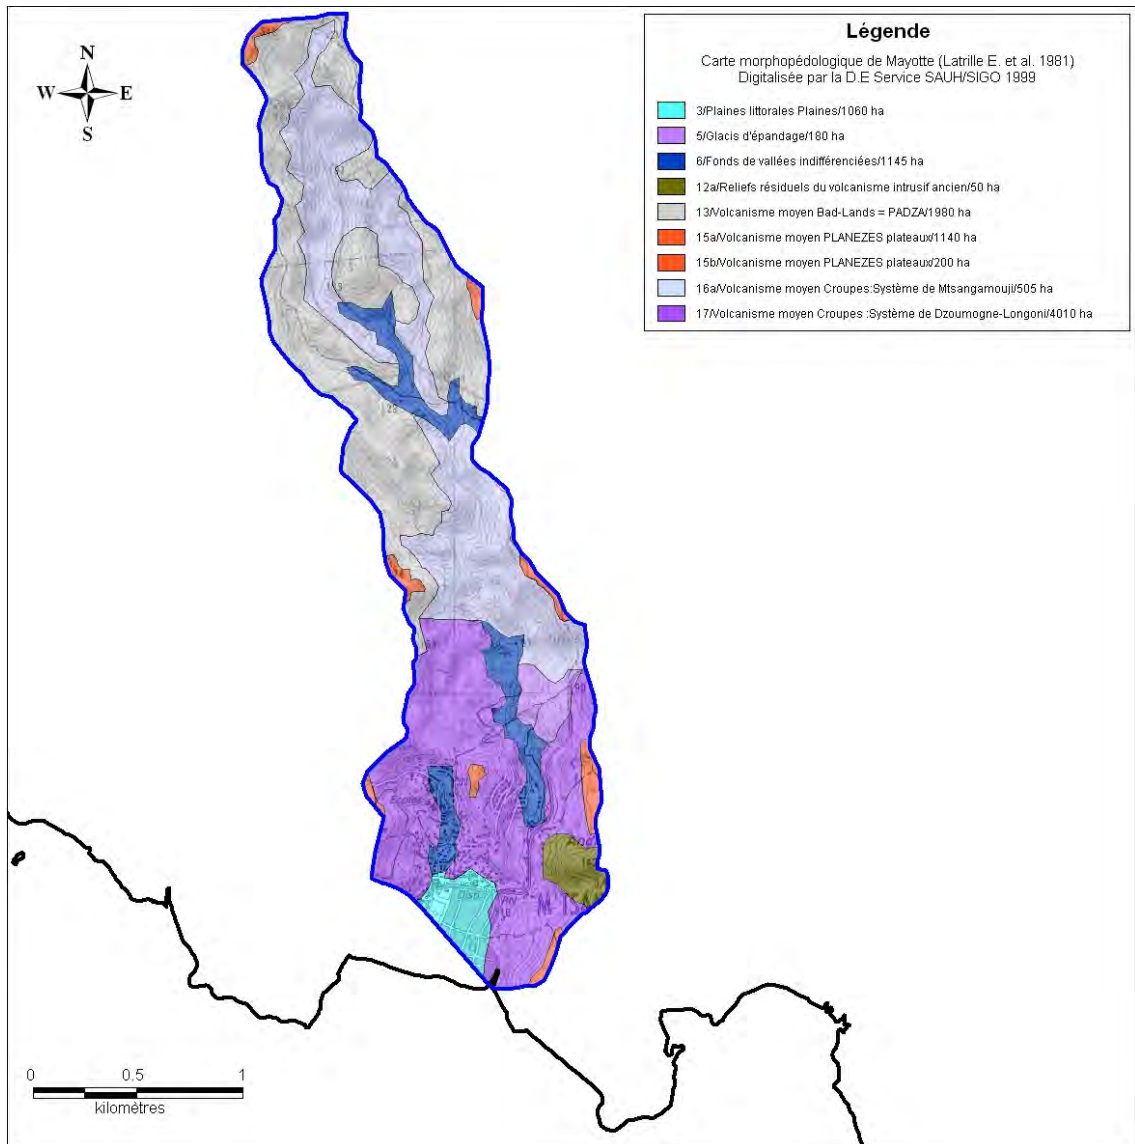 N
W E
S
Légende
Carte morphopédologique de Mayotte (Latrille E. et al. 1981)
Digitalisée par la D.E Service SAUH/SIGO 1999
3/Plaines littorales Plaines/1060 ha
5/Glacis d'épandage/180 ha
6/Fonds de vallées indifférenciées/1145 ha
12a/Reliefs résiduels du volcanisme intrusif ancien/50 ha
13/Volcanisme moyen Bad-Lands = PADZA/1980 ha
15a/Volcanisme moyen PLANEZES plateaux/1140 ha
15b/Volcanisme moyen PLANEZES plateaux/200 ha
16a/Volcanisme moyen Croupes:Système de Mtsangamouji/505 ha
17/Volcanisme moyen Croupes :Système de Dzoumogne-Longoni/4010 ha
0 0.5 1
kilomètres